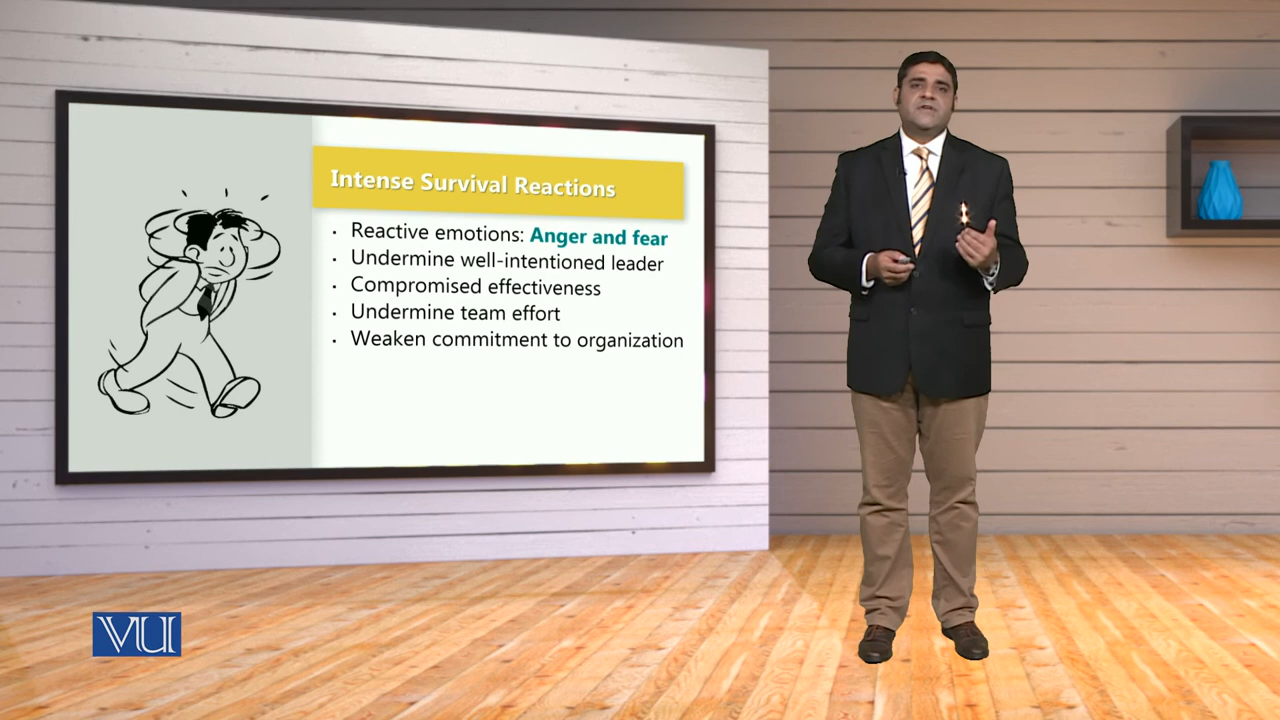 Intense Survival Reactions
· Reactive emotions: Anger and fear
· Undermine well-intentioned leader
· Compromised effectiveness
· Undermine team effort
· Weaken commitment to organization
VU